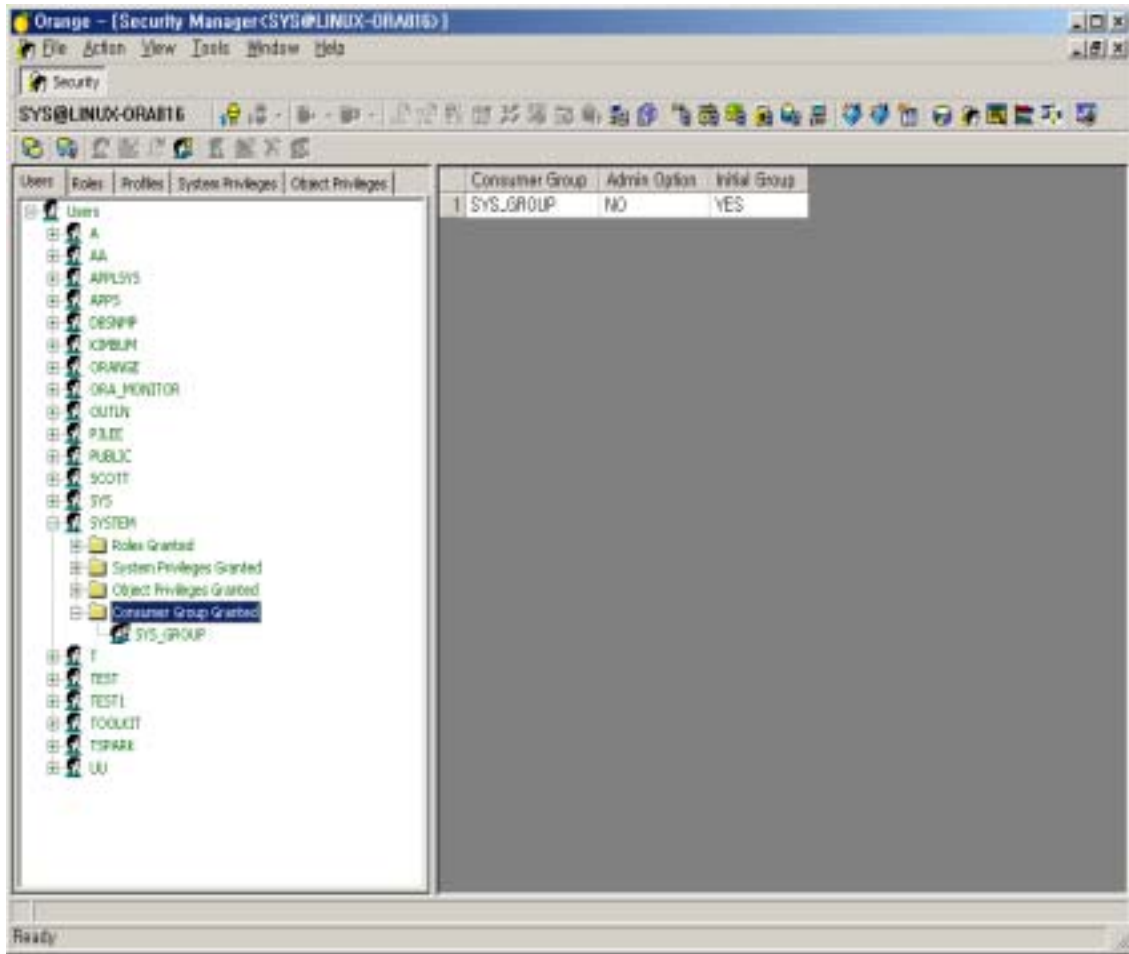 Orange - [Security Manager<SYS@LINUX-ORA816>]
File Action View Tools Window Help
Security
SYS@LINUX-ORA816
Users Roles Profiles System Privileges Object Privileges
Consumer Group Admin Option Initial Group
1 SYS_GROUP NO YES
Users
A
AA
APPLSYS
APPS
DBSNMP
KIMBUM
ORANGE
ORA_MONITOR
OUTLN
PJLEE
PUBLIC
SCOTT
SYS
SYSTEM
Roles Granted
System Privileges Granted
Object Privileges Granted
Consumer Group Granted
SYS_GROUP
T
TEST
TEST1
TOOLKIT
TSPARK
UU
Ready